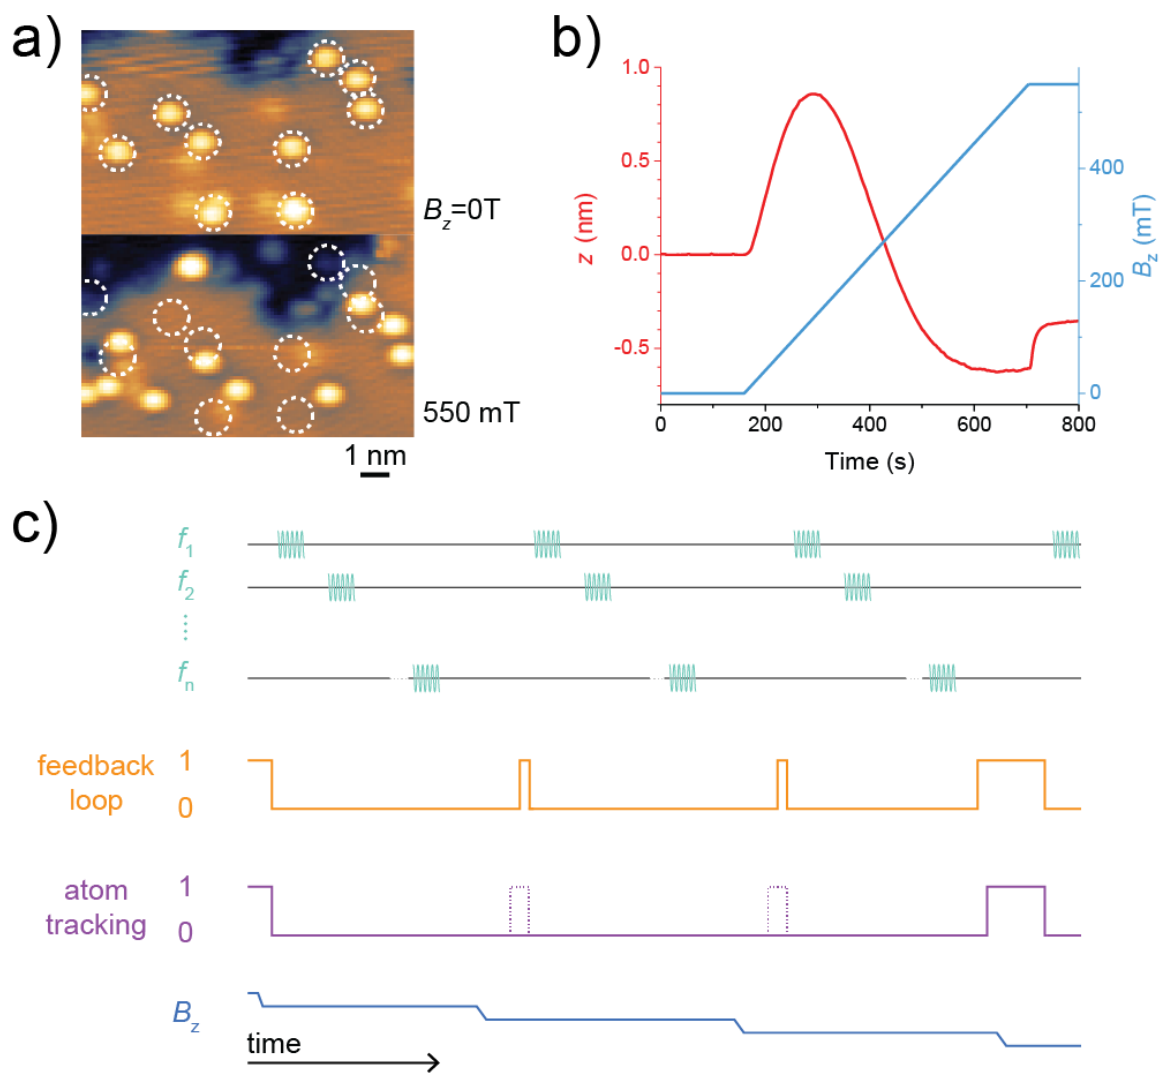 a)
B_z=0T
550 mT
1 nm
b)
1.0
0.5
0.0
-0.5
z (nm)
400
200
0
B_z (mT)
0
200
400
600
800
Time (s)
c)
f_1
f_2
f_n
feedback loop
1
0
atom tracking
1
0
B_z
time